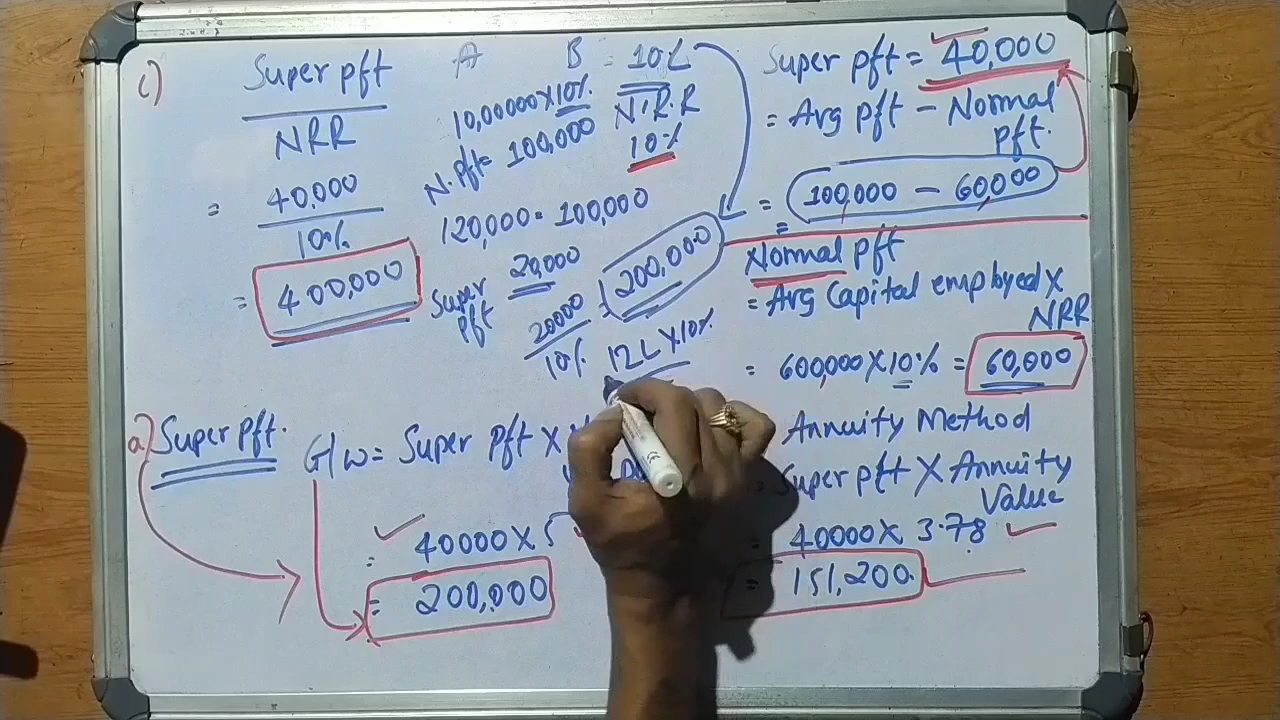 c)
Super pft
NRR
= 40,000
10%
= 400,000
A B = 10L
10,00000 X 10%
N.R.R
10%
N.pft = 100,000
120,000 - 100,000
Super pft 20,000
20000
10%
= 200,000
12L X 10%
Super pft = 40,000
= Avg pft - Normal
pft.
= 100,000 - 60,000
=
Normal pft
= Avg Capital employed X
NRR
= 600,000 X 10% = 60,000
a) Super pft.
G/w = Super pft X
= 40000 X 5
= 200,000
Annuity Method
= Super pft X Annuity
Value
= 40000 X 3.78
= 151,200.